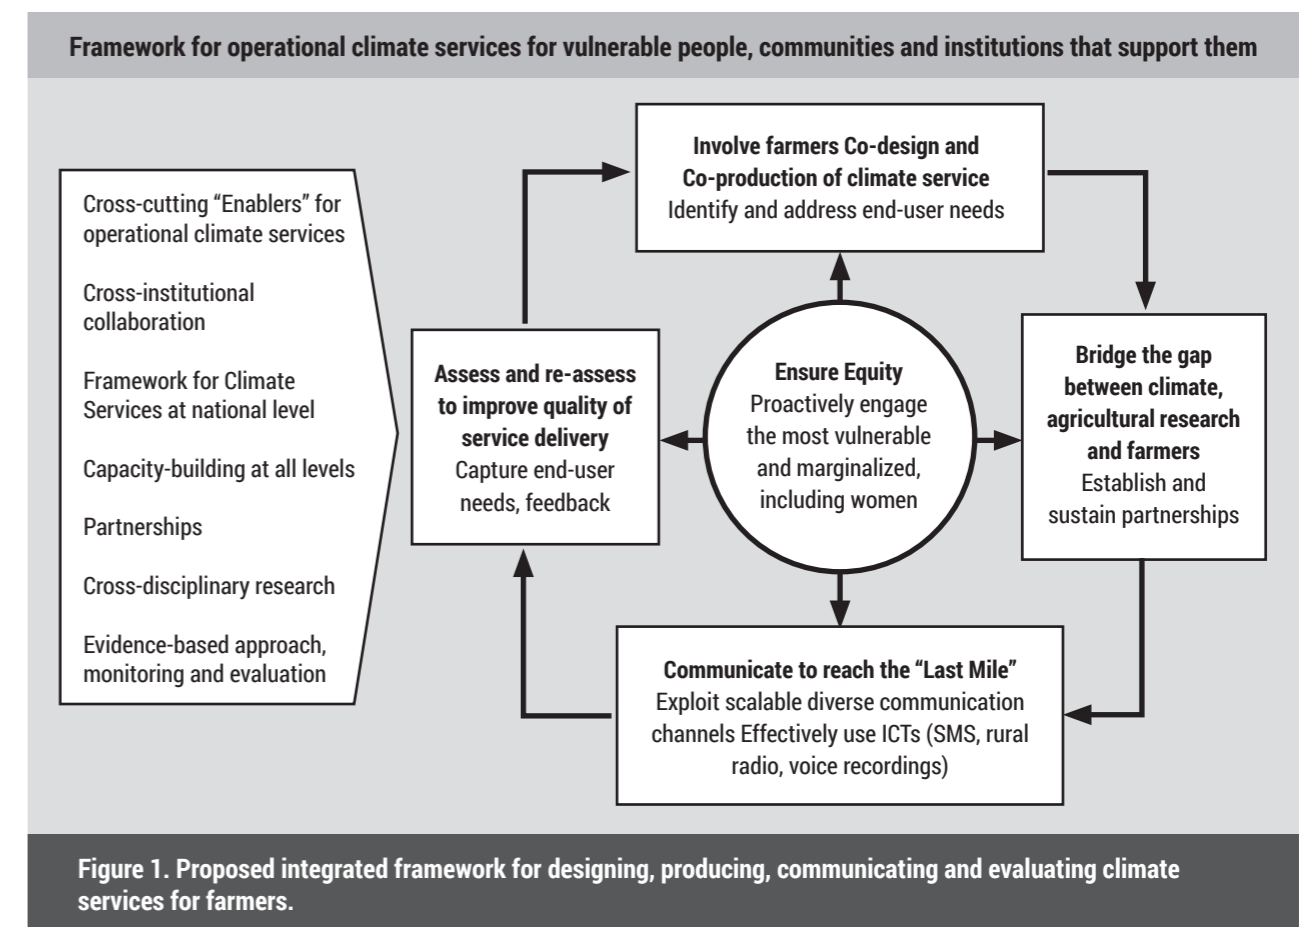 Framework for operational climate services for vulnerable people, communities and institutions that support them
Cross-cutting “Enablers” for
operational climate services
Cross-institutional
collaboration
Framework for Climate
Services at national level
Capacity-building at all levels
Partnerships
Cross-disciplinary research
Evidence-based approach,
monitoring and evaluation
Involve farmers Co-design and
Co-production of climate service
Identify and address end-user needs
Bridge the gap
between climate,
agricultural research
and farmers
Establish and
sustain partnerships
Communicate to reach the “Last Mile”
Exploit scalable diverse communication
channels Effectively use ICTs (SMS, rural
radio, voice recordings)
Assess and re-assess
to improve quality of
service delivery
Capture end-user
needs, feedback
Ensure Equity
Proactively engage
the most vulnerable
and marginalized,
including women
Figure 1. Proposed integrated framework for designing, producing, communicating and evaluating climate
services for farmers.